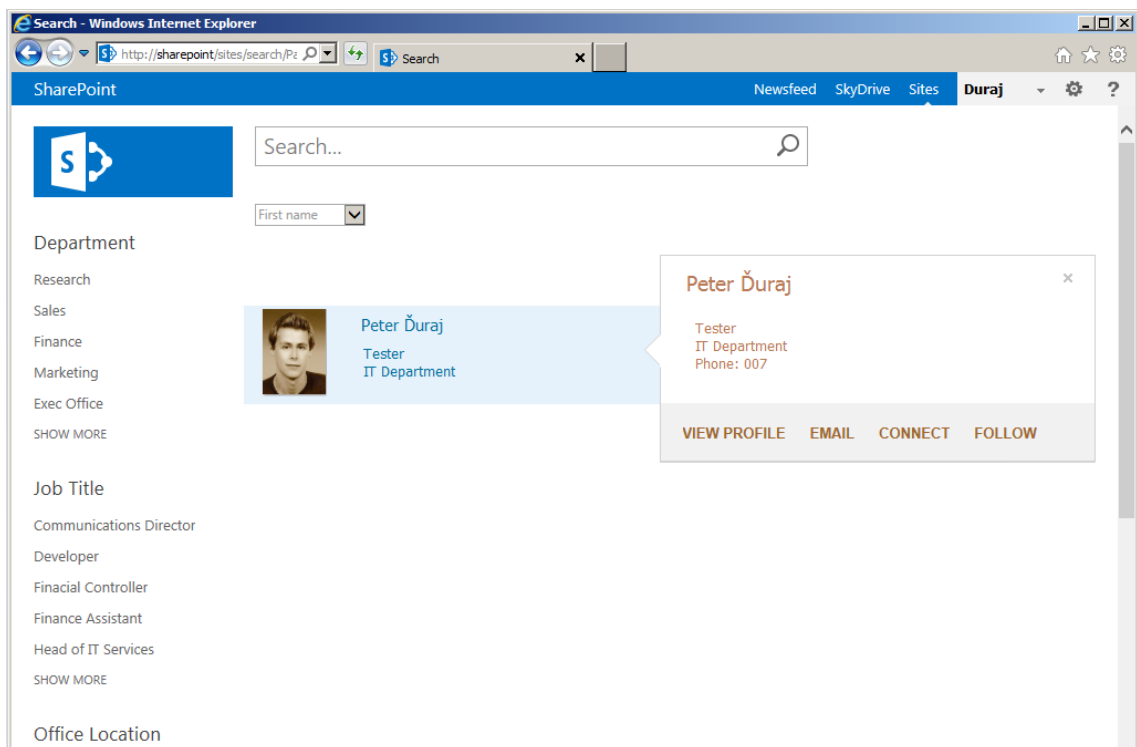 Search - Windows Internet Explorer
http://sharepoint/sites/search/Pa
Search
SharePoint
Newsfeed SkyDrive Sites Duraj ?
S
Search...
First name
Department
Research
Sales
Finance
Marketing
Exec Office
SHOW MORE
Peter Ďuraj
Tester
IT Department
Peter Ďuraj
Tester
IT Department
Phone: 007
VIEW PROFILE EMAIL CONNECT FOLLOW
Job Title
Communications Director
Developer
Finacial Controller
Finance Assistant
Head of IT Services
SHOW MORE
Office Location